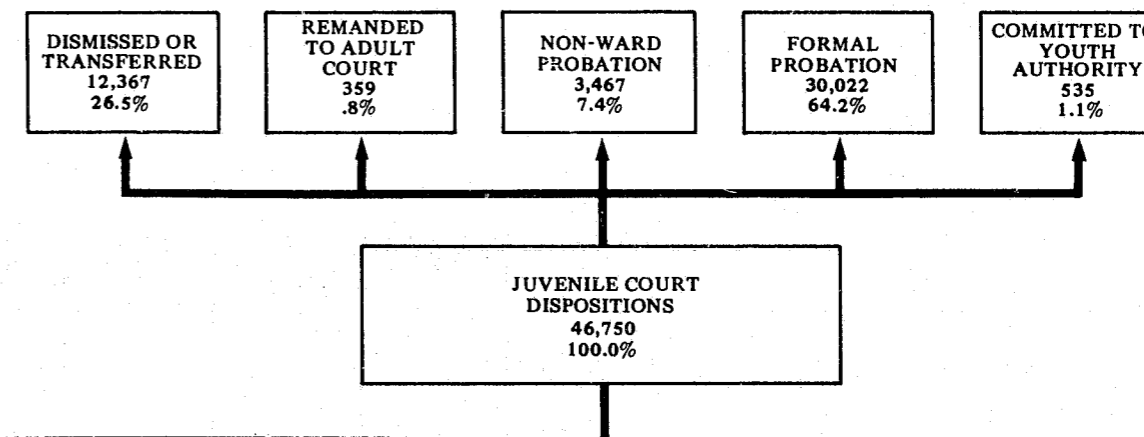 DISMISSED OR
TRANSFERRED
12,367
26.5%
REMANDED
TO ADULT
COURT
359
.8%
NON-WARD
PROBATION
3,467
7.4%
FORMAL
PROBATION
30,022
64.2%
COMMITTED TO
YOUTH
AUTHORITY
535
1.1%
JUVENILE COURT
DISPOSITIONS
46,750
100.0%